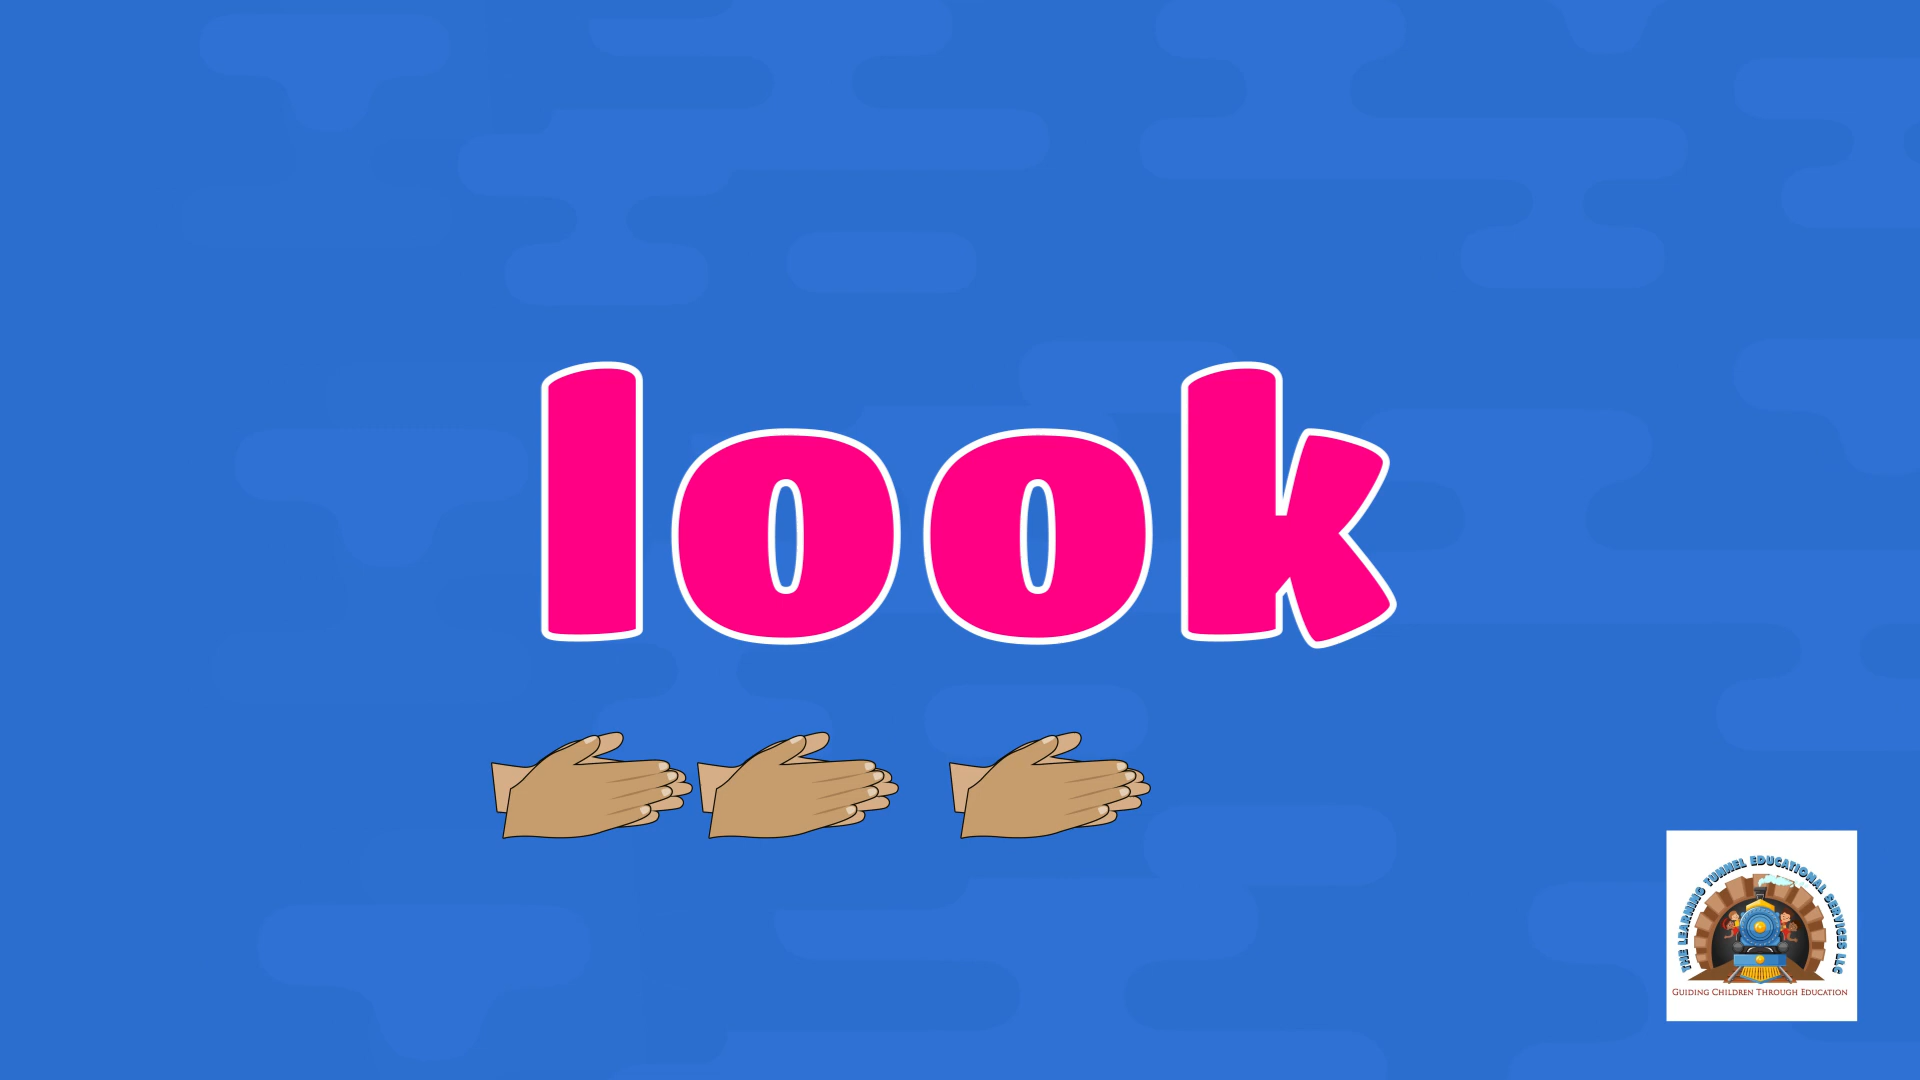 look
THE LEARNING TUNNEL EDUCATIONAL SERVICES LLC
GUIDING CHILDREN THROUGH EDUCATION